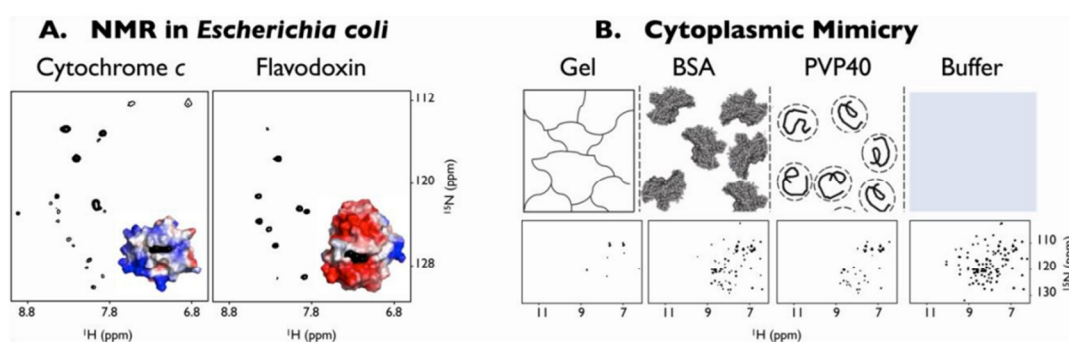 A. NMR in Escherichia coli
Cytochrome c
Flavodoxin
112
120
128
¹⁵N (ppm)
8.8 7.8 6.8
8.8 7.8 6.8
¹H (ppm)
¹H (ppm)
B. Cytoplasmic Mimicry
Gel
BSA
PVP40
Buffer
110
120
130
¹⁵N (ppm)
11 9 7
11 9 7
11 9 7
11 9 7
¹H (ppm)